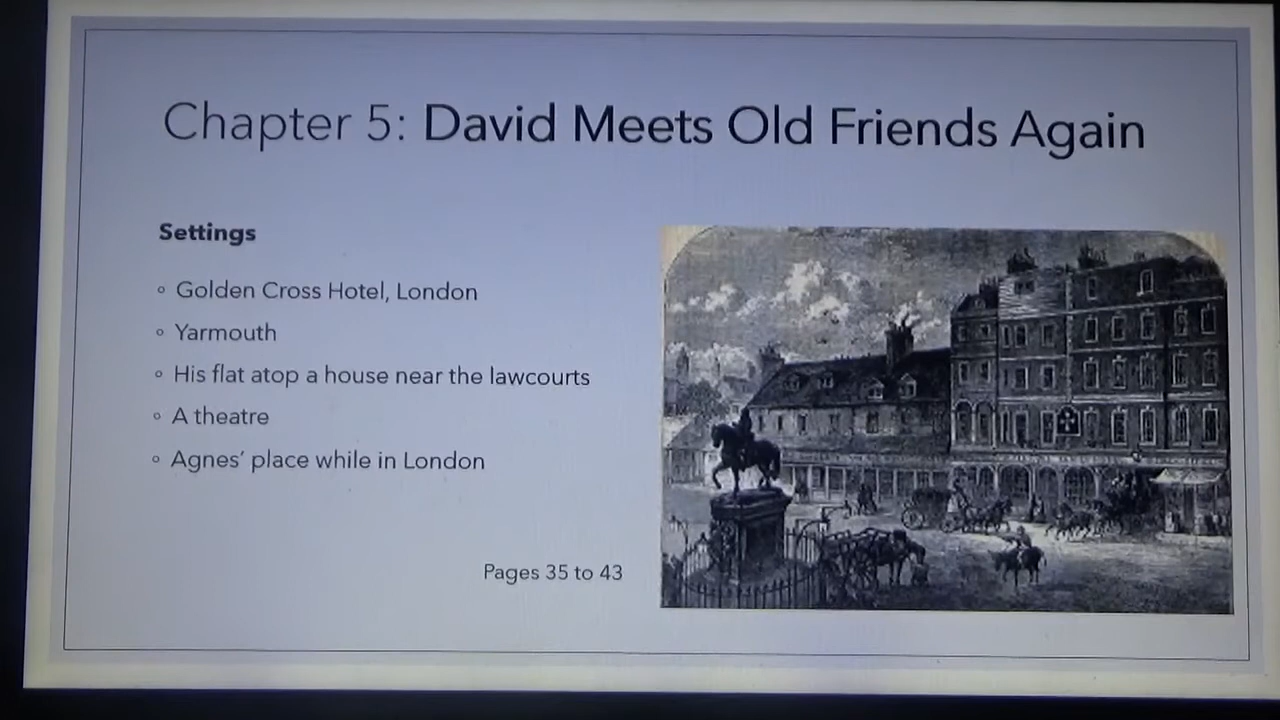 Chapter 5: David Meets Old Friends Again
Settings
Golden Cross Hotel, London
Yarmouth
His flat atop a house near the lawcourts
A theatre
Agnes’ place while in London
Pages 35 to 43